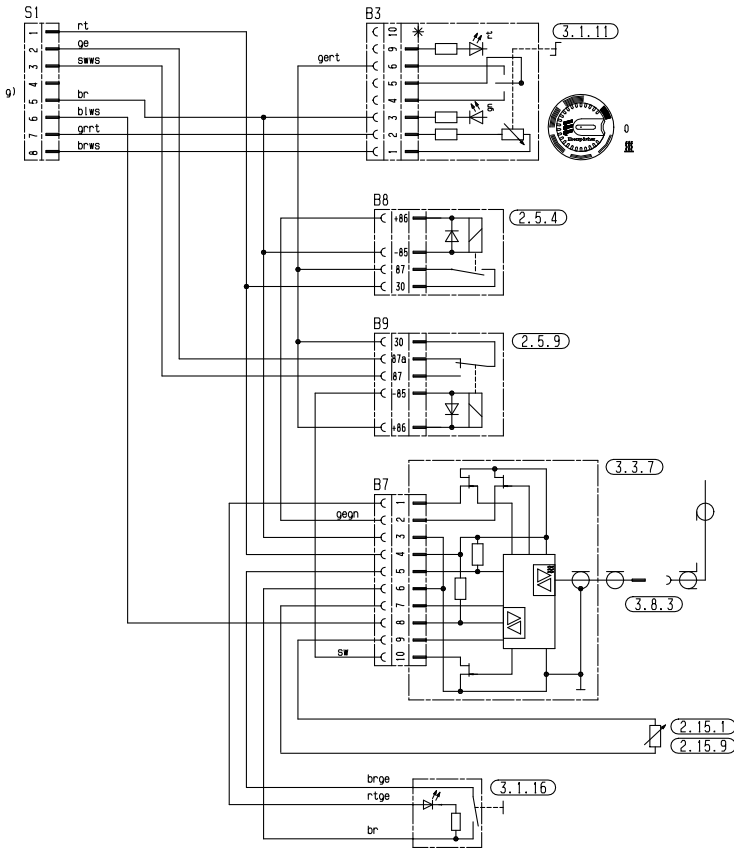 S1
1 rt
2 ge
3 swws
4
g)
5 br
6 blws
7 grrt
8 brws
B3
gert
10
9 rt
6
5
4
3 gn
2
1
3.1.11
0
B8
+86
-85
87
30
2.5.4
B9
30
87a
87
-85
+86
2.5.9
B7
gegn
1
2
3
4
5
6
7
8
9
10
sw
3.3.7
3.8.3
2.15.1
2.15.9
brge
rtge
br
3.1.16